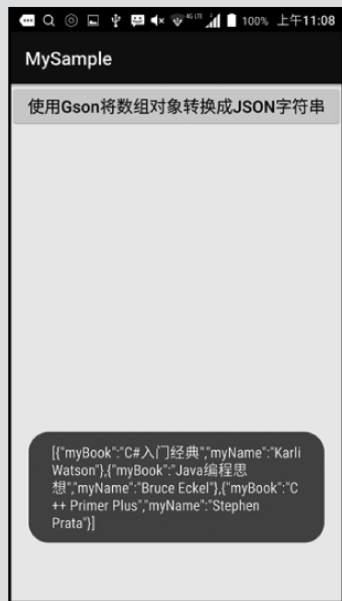 4G LTE 100% 上午11:08
MySample
使用Gson将数组对象转换成JSON字符串
[{"myBook":"C#入门经典","myName":"Karli
Watson"},{"myBook":"Java编程思
想","myName":"Bruce Eckel"},{"myBook":"C
++ Primer Plus","myName":"Stephen
Prata"}]